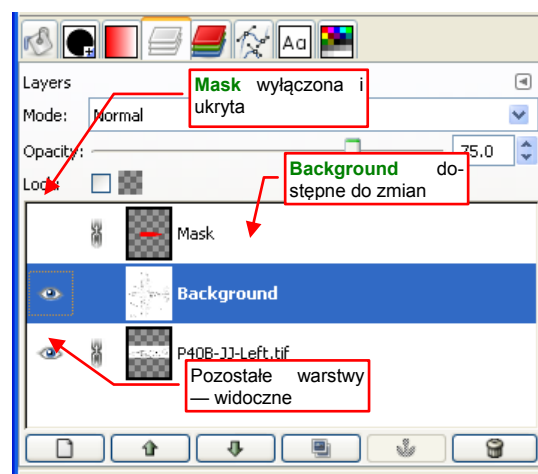 Aa
Layers
Mask wyłączona i
ukryta
Mode: Normal
Opacity: 75.0
Background do-
stępne do zmian
Lock:
Mask
Background
P40B-JJ-Left.tif
Pozostałe warstwy
— widoczne